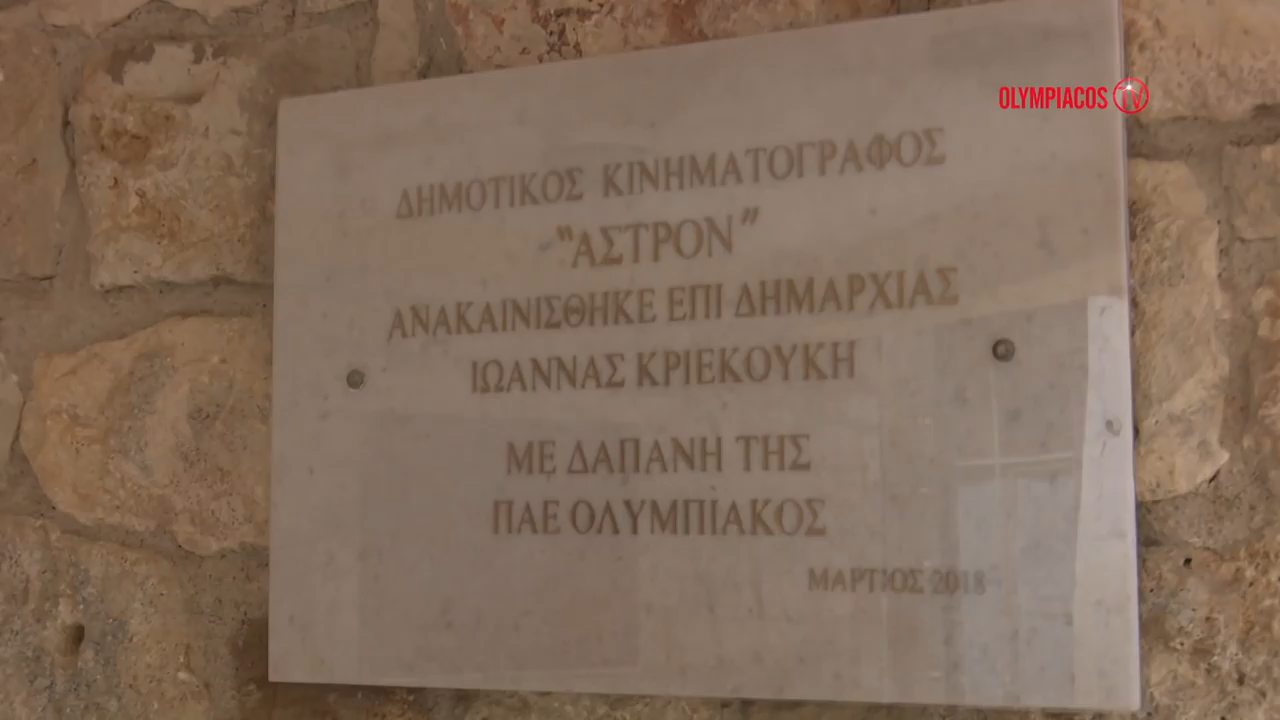 OLYMPIACOS TV
ΔΗΜΟΤΙΚΟΣ ΚΙΝΗΜΑΤΟΓΡΑΦΟΣ
"ΑΣΤΡΟΝ"
ΑΝΑΚΑΙΝΙΣΘΗΚΕ ΕΠΙ ΔΗΜΑΡΧΙΑΣ
ΙΩΑΝΝΑΣ ΚΡΙΕΚΟΥΚΗ
ΜΕ ΔΑΠΑΝΗ ΤΗΣ
ΠΑΕ ΟΛΥΜΠΙΑΚΟΣ
ΜΑΡΤΙΟΣ 2018